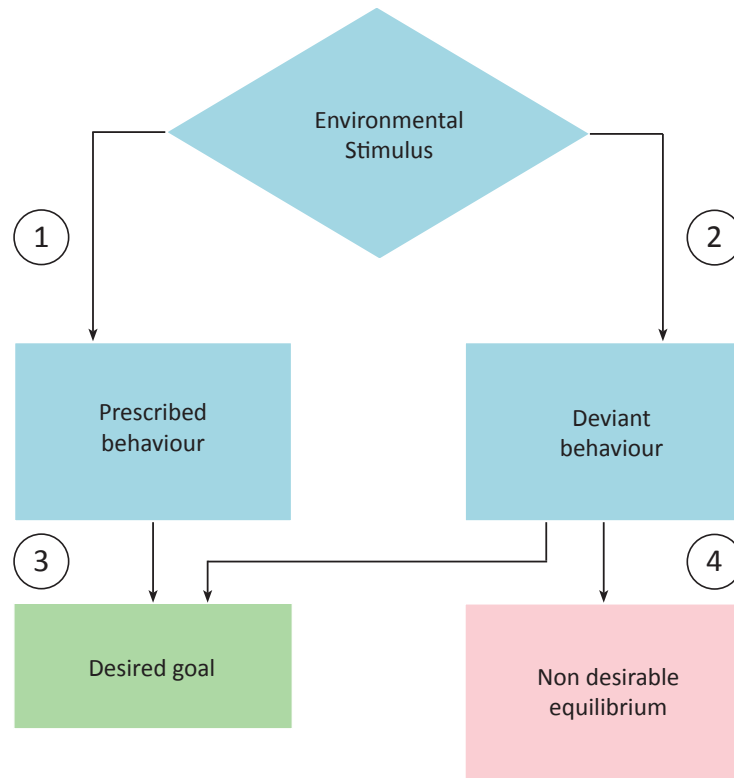 Environmental
Stimulus
1
2
Prescribed
behaviour
Deviant
behaviour
3
4
Desired goal
Non desirable
equilibrium